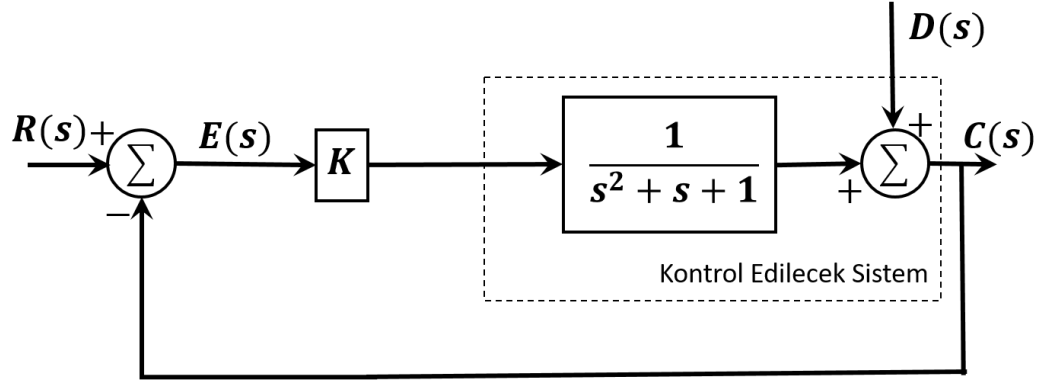 D(s)
R(s) + E(s) K 1 + C(s)
∑ ∑
s² + s + 1 +
−
Kontrol Edilecek Sistem